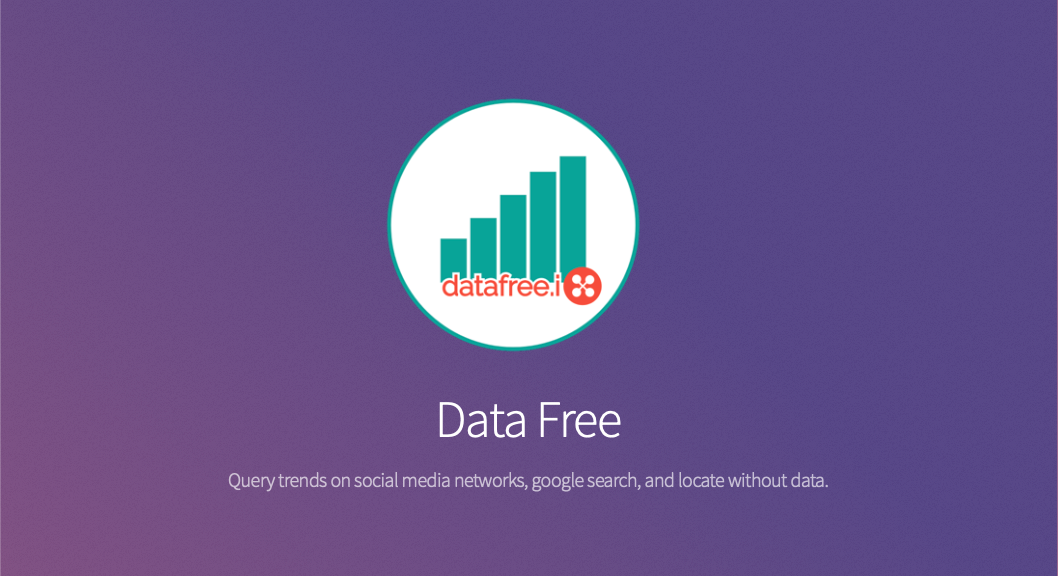 datafree.i
Data Free
Query trends on social media networks, google search, and locate without data.